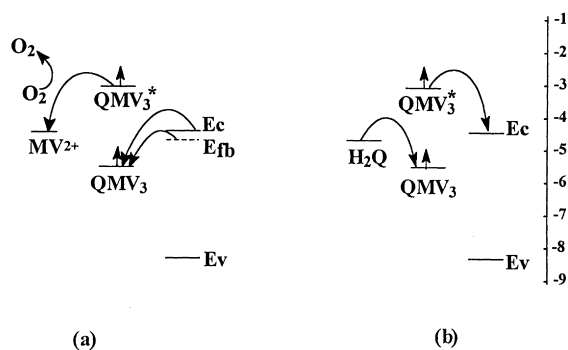 O₂
O₂
QMV₃*
MV²⁺
Ec
Efb
QMV₃
Ev
(a)
QMV₃*
Ec
H₂Q
QMV₃
Ev
(b)
-1
-2
-3
-4
-5
-6
-7
-8
-9